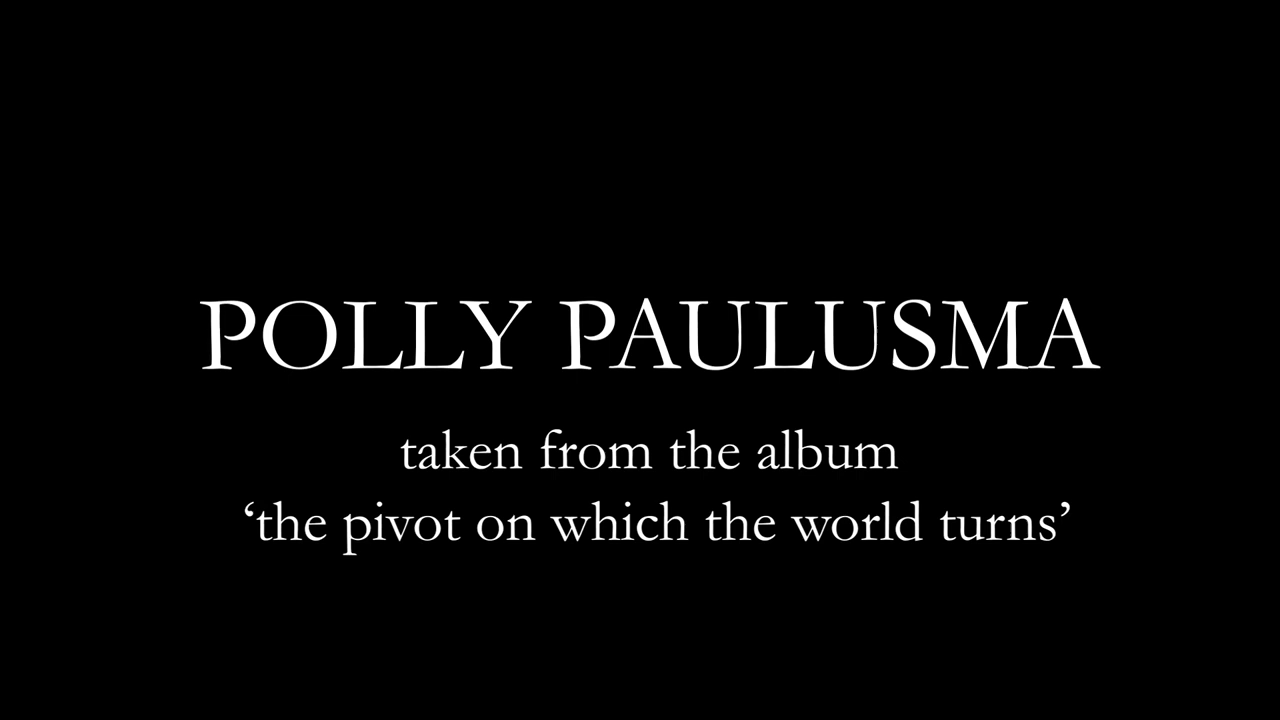 POLLY PAULUSMA
taken from the album
‘the pivot on which the world turns’